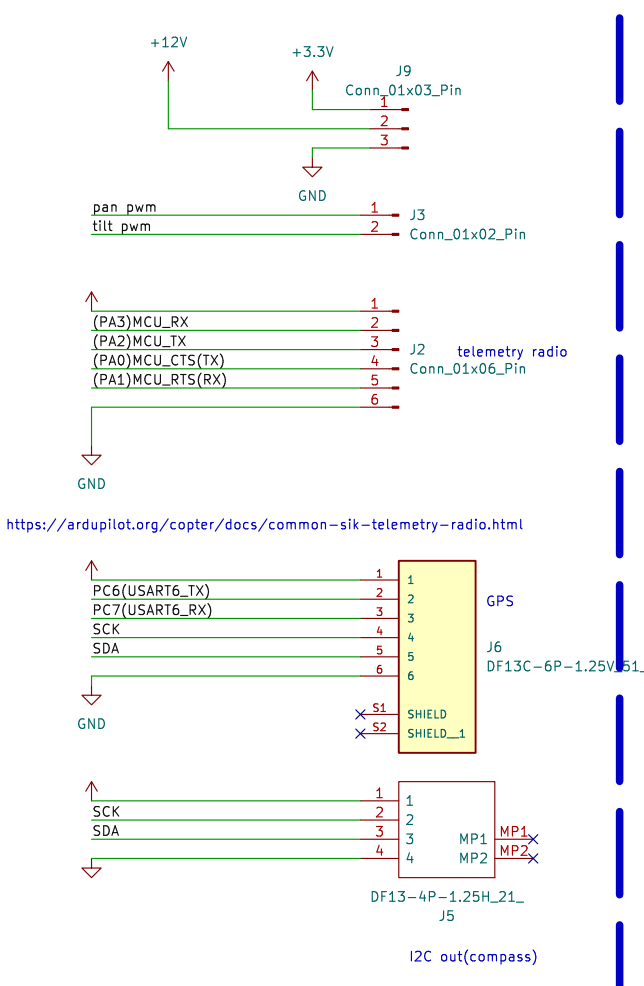 +12V
+3.3V
J9
Conn_01x03_Pin
1
2
3
GND
pan pwm
1
J3
tilt pwm
2
Conn_01x02_Pin
1
(PA3)MCU_RX
2
(PA2)MCU_TX
3
J2
telemetry radio
(PA0)MCU_CTS(TX)
4
Conn_01x06_Pin
(PA1)MCU_RTS(RX)
5
6
GND
https://ardupilot.org/copter/docs/common-sik-telemetry-radio.html
1
1
PC6(USART6_TX)
2
2
GPS
PC7(USART6_RX)
3
3
SCK
4
4
J6
SDA
5
5
DF13C-6P-1.25V_51_
6
6
GND
S1
SHIELD
S2
SHIELD__1
1
1
SCK
2
2
SDA
3
3
MP1
MP1
4
4
MP2
MP2
DF13-4P-1.25H_21_
J5
I2C out(compass)